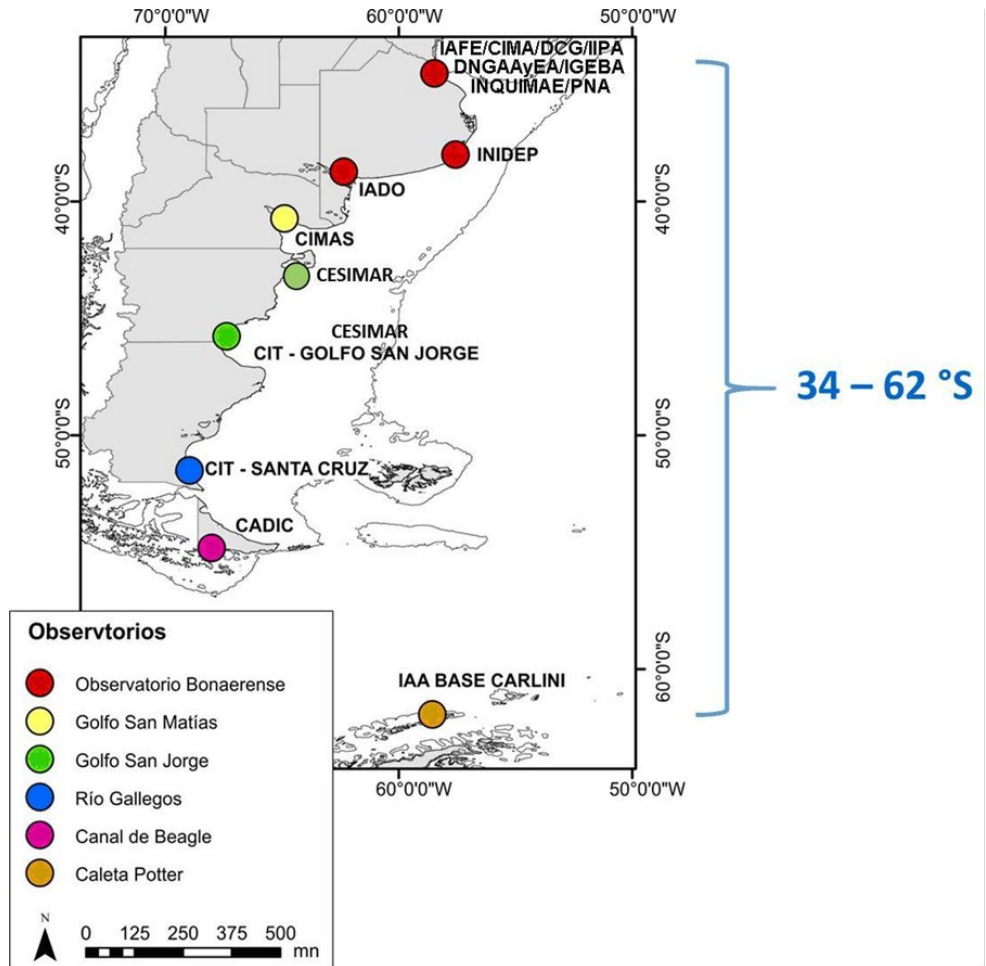 70°0'0"W
60°0'0"W
50°0'0"W
IAFE/CIMA/DCG/IIPA
DNGAAyEA/IGEBA
INQUIMAE/PNA
INIDEP
IADO
40°0'0"S
40°0'0"S
CIMAS
CESIMAR
CESIMAR
CIT - GOLFO SAN JORGE
34 – 62 °S
50°0'0"S
50°0'0"S
CIT - SANTA CRUZ
CADIC
60°0'0"S
IAA BASE CARLINI
60°0'0"W
50°0'0"W
Observtorios
Observatorio Bonaerense
Golfo San Matías
Golfo San Jorge
Río Gallegos
Canal de Beagle
Caleta Potter
N
0 125 250 375 500
mn